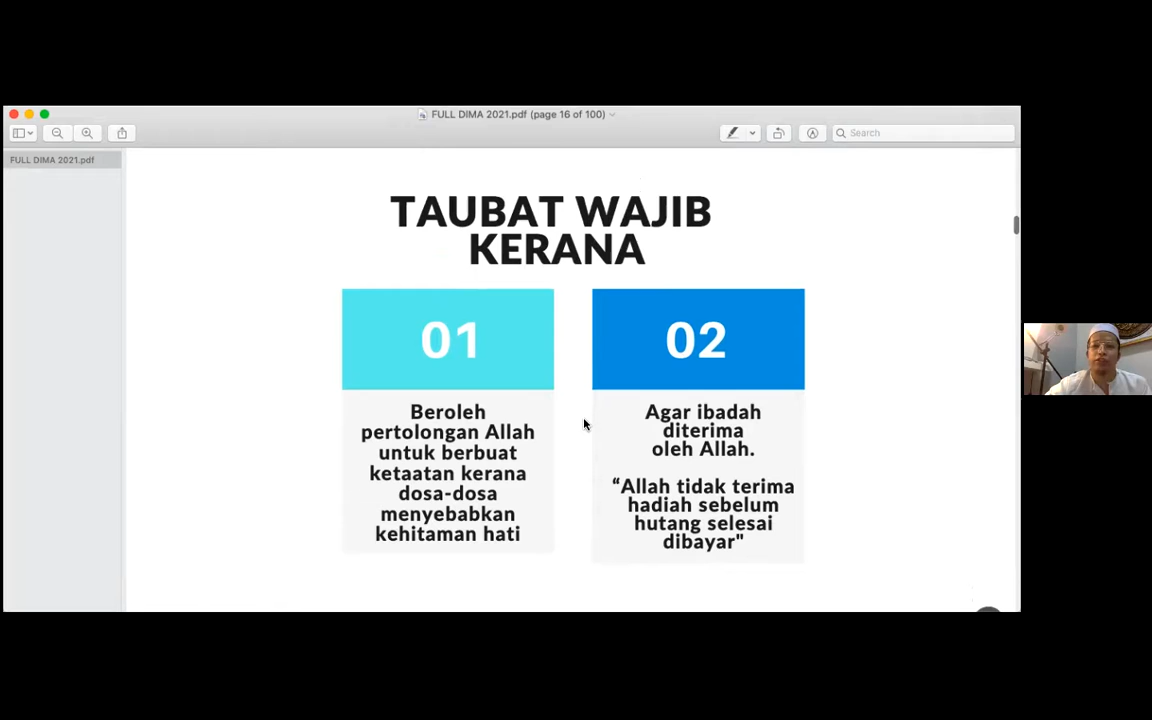 FULL DIMA 2021.pdf (page 16 of 100)
Search
FULL DIMA 2021.pdf
TAUBAT WAJIB
KERANA
01
Beroleh
pertolongan Allah
untuk berbuat
ketaatan kerana
dosa-dosa
menyebabkan
kehitaman hati
02
Agar ibadah
diterima
oleh Allah.
“Allah tidak terima
hadiah sebelum
hutang selesai
dibayar"